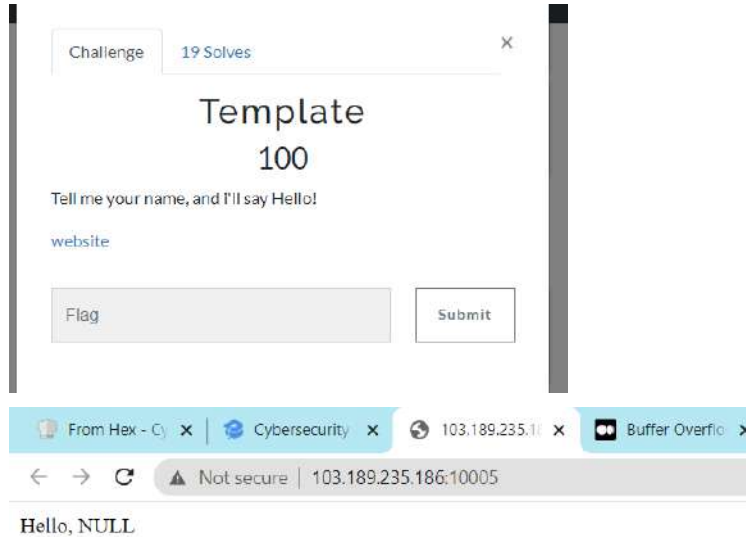 Challenge
19 Solves
×
Template
100
Tell me your name, and I'll say Hello!
website
Flag
Submit
From Hex - Cy
Cybersecurity
103.189.235.18
Buffer Overflo
Not secure | 103.189.235.186:10005
Hello, NULL